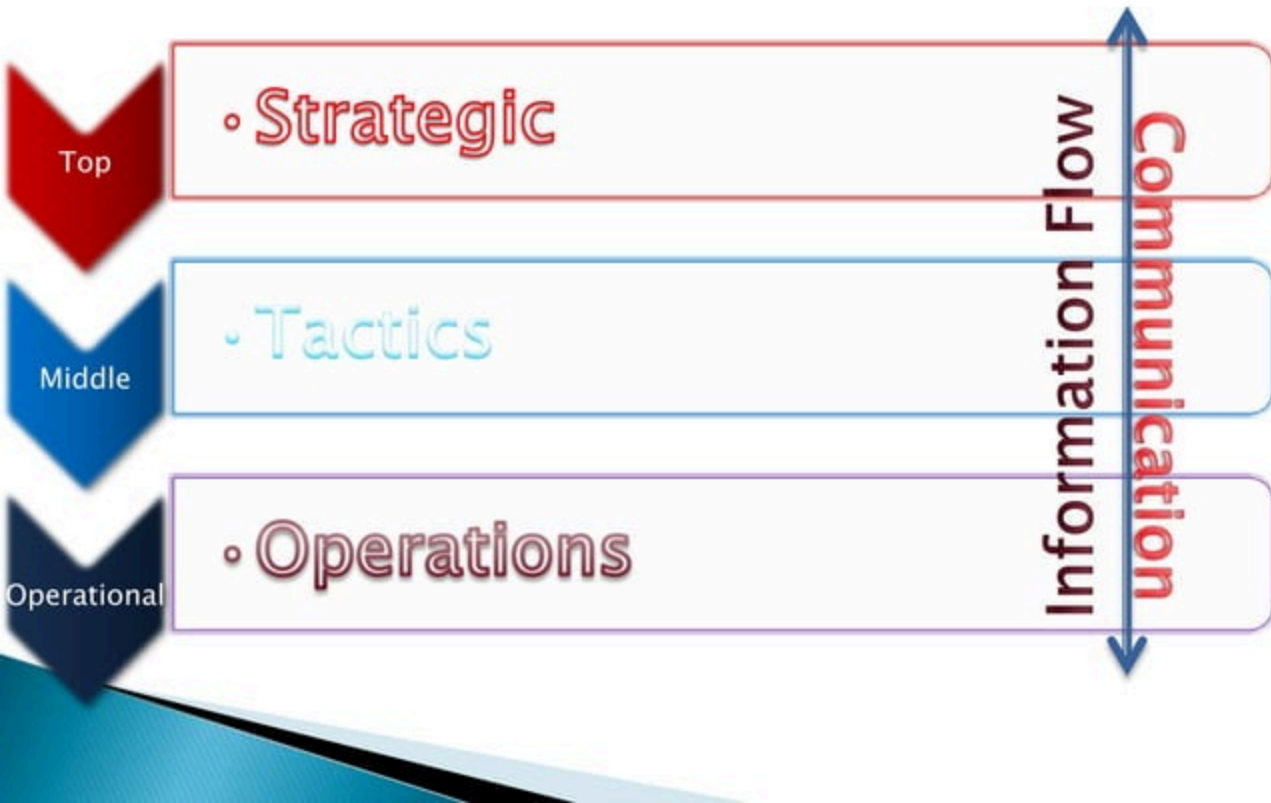 Top
• Strategic
Middle
• Tactics
Operational
• Operations
Information Flow
Communication